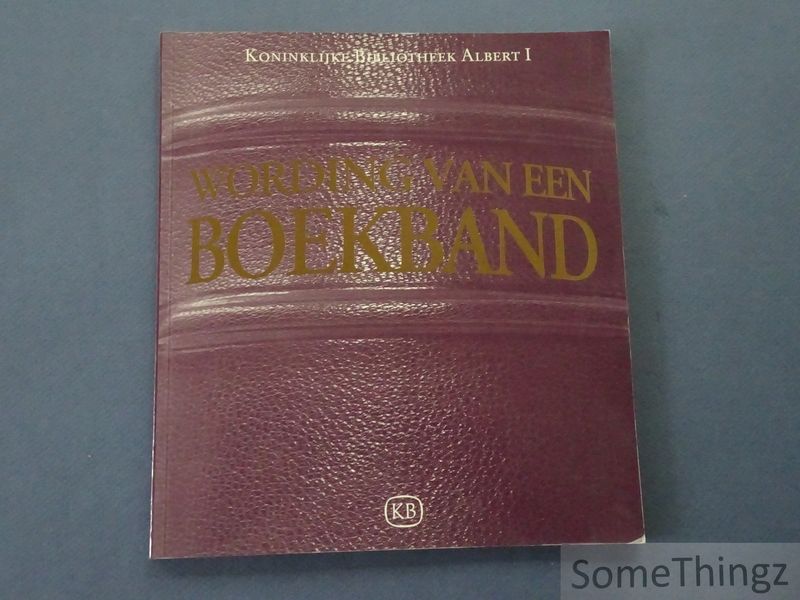 Koninklijke Bibliotheek Albert I
Wording van een
Boekband
KB
SomeThingz